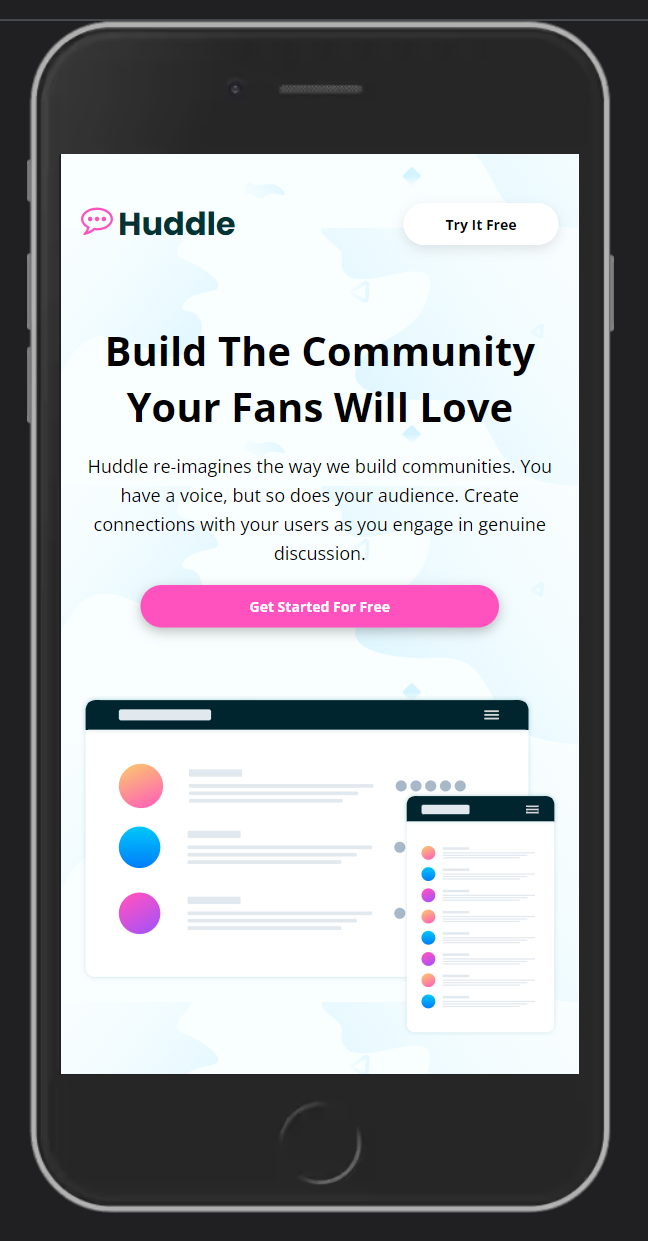 Huddle
Try It Free
Build The Community
Your Fans Will Love
Huddle re-imagines the way we build communities. You
have a voice, but so does your audience. Create
connections with your users as you engage in genuine
discussion.
Get Started For Free